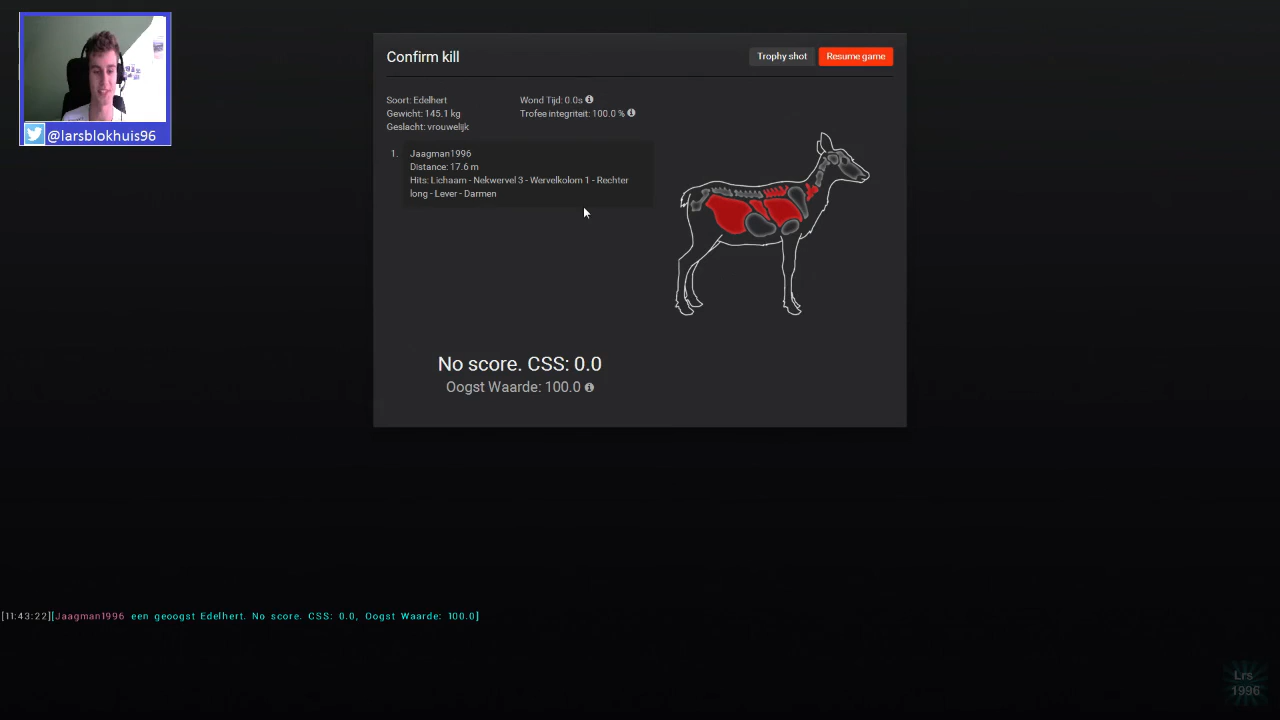 Confirm kill
Trophy shot
Resume game
Soort: Edelhert
Gewicht: 145.1 kg
Geslacht: vrouwelijk
Wond Tijd: 0.0s
Trofee integriteit: 100.0 %
1. Jaagman1996
Distance: 17.6 m
Hits: Lichaam - Nekwervel 3 - Wervelkolom 1 - Rechter
long - Lever - Darmen
No score. CSS: 0.0
Oogst Waarde: 100.0
@larsblokhuis96
[11:43:22][Jaagman1996 een geoogst Edelhert. No score. CSS: 0.0, Oogst Waarde: 100.0]
Lrs
1996